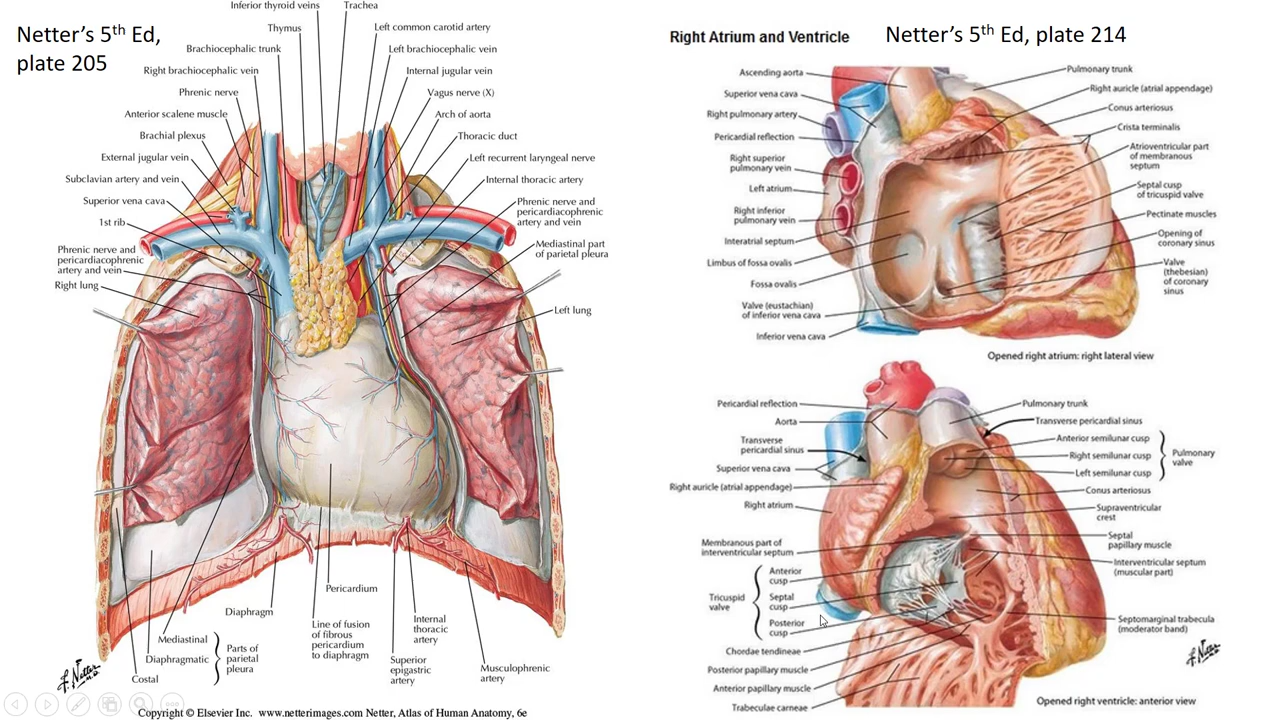 Netter's 5th Ed,
plate 205
Inferior thyroid veins
Trachea
Thymus
Left common carotid artery
Brachiocephalic trunk
Left brachiocephalic vein
Right brachiocephalic vein
Internal jugular vein
Phrenic nerve
Vagus nerve (X)
Anterior scalene muscle
Arch of aorta
Brachial plexus
Thoracic duct
External jugular vein
Left recurrent laryngeal nerve
Subclavian artery and vein
Internal thoracic artery
Superior vena cava
Phrenic nerve and
pericardiacophrenic
artery and vein
1st rib
Mediastinal part
of parietal pleura
Phrenic nerve and
pericardiacophrenic
artery and vein
Right lung
Left lung
Diaphragm
Pericardium
Line of fusion
of fibrous
pericardium
to diaphragm
Internal
thoracic
artery
Mediastinal
Diaphragmatic
Costal
Parts of
parietal
pleura
Superior
epigastric
artery
Musculophrenic
artery
F. Netter
M.D.
Copyright © Elsevier Inc. www.netterimages.com Netter, Atlas of Human Anatomy, 6e
Right Atrium and Ventricle
Netter's 5th Ed, plate 214
Ascending aorta
Superior vena cava
Right pulmonary artery
Pericardial reflection
Right superior
pulmonary vein
Left atrium
Right inferior
pulmonary vein
Interatrial septum
Limbus of fossa ovalis
Fossa ovalis
Valve (eustachian)
of inferior vena cava
Inferior vena cava
Pulmonary trunk
Right auricle (atrial appendage)
Conus arteriosus
Crista terminalis
Atrioventricular part
of membranous
septum
Septal cusp
of tricuspid valve
Pectinate muscles
Opening of
coronary sinus
Valve
(thebesian)
of coronary
sinus
Opened right atrium: right lateral view
Pericardial reflection
Aorta
Transverse
pericardial sinus
Superior vena cava
Right auricle (atrial appendage)
Right atrium
Membranous part of
interventricular septum
Tricuspid
valve
Anterior
cusp
Septal
cusp
Posterior
cusp
Chordae tendineae
Posterior papillary muscle
Anterior papillary muscle
Trabeculae carneae
Pulmonary trunk
Transverse pericardial sinus
Anterior semilunar cusp
Right semilunar cusp
Left semilunar cusp
Pulmonary
valve
Conus arteriosus
Supraventricular
crest
Septal
papillary muscle
Interventricular septum
(muscular part)
Septomarginal trabecula
(moderator band)
F. Netter
M.D.
Opened right ventricle: anterior view